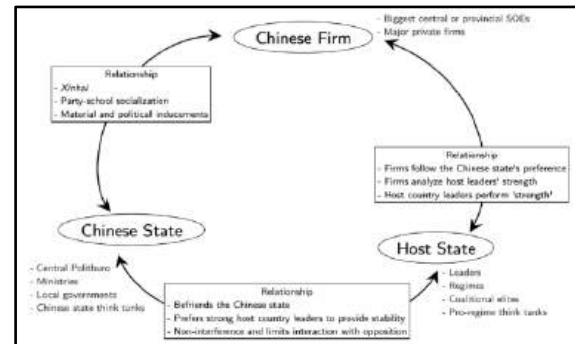 Chinese Firm
- Biggest central or provincial SOEs
- Major private firms
Relationship
- Xinhai
- Party-school socialization
- Material and political inducements
Relationship
- Firms follow the Chinese state's preference
- Firms analyze host leaders' strength
- Host country leaders perform 'strength'
Chinese State
- Central Politburo
- Ministries
- Local governments
- Chinese state think tanks
Host State
- Leaders
- Regimes
- Coalitional elites
- Pro-regime think tanks
Relationship
- Befriends the Chinese state
- Prefers strong host country leaders to provide stability
- Non-interference and limits interaction with opposition